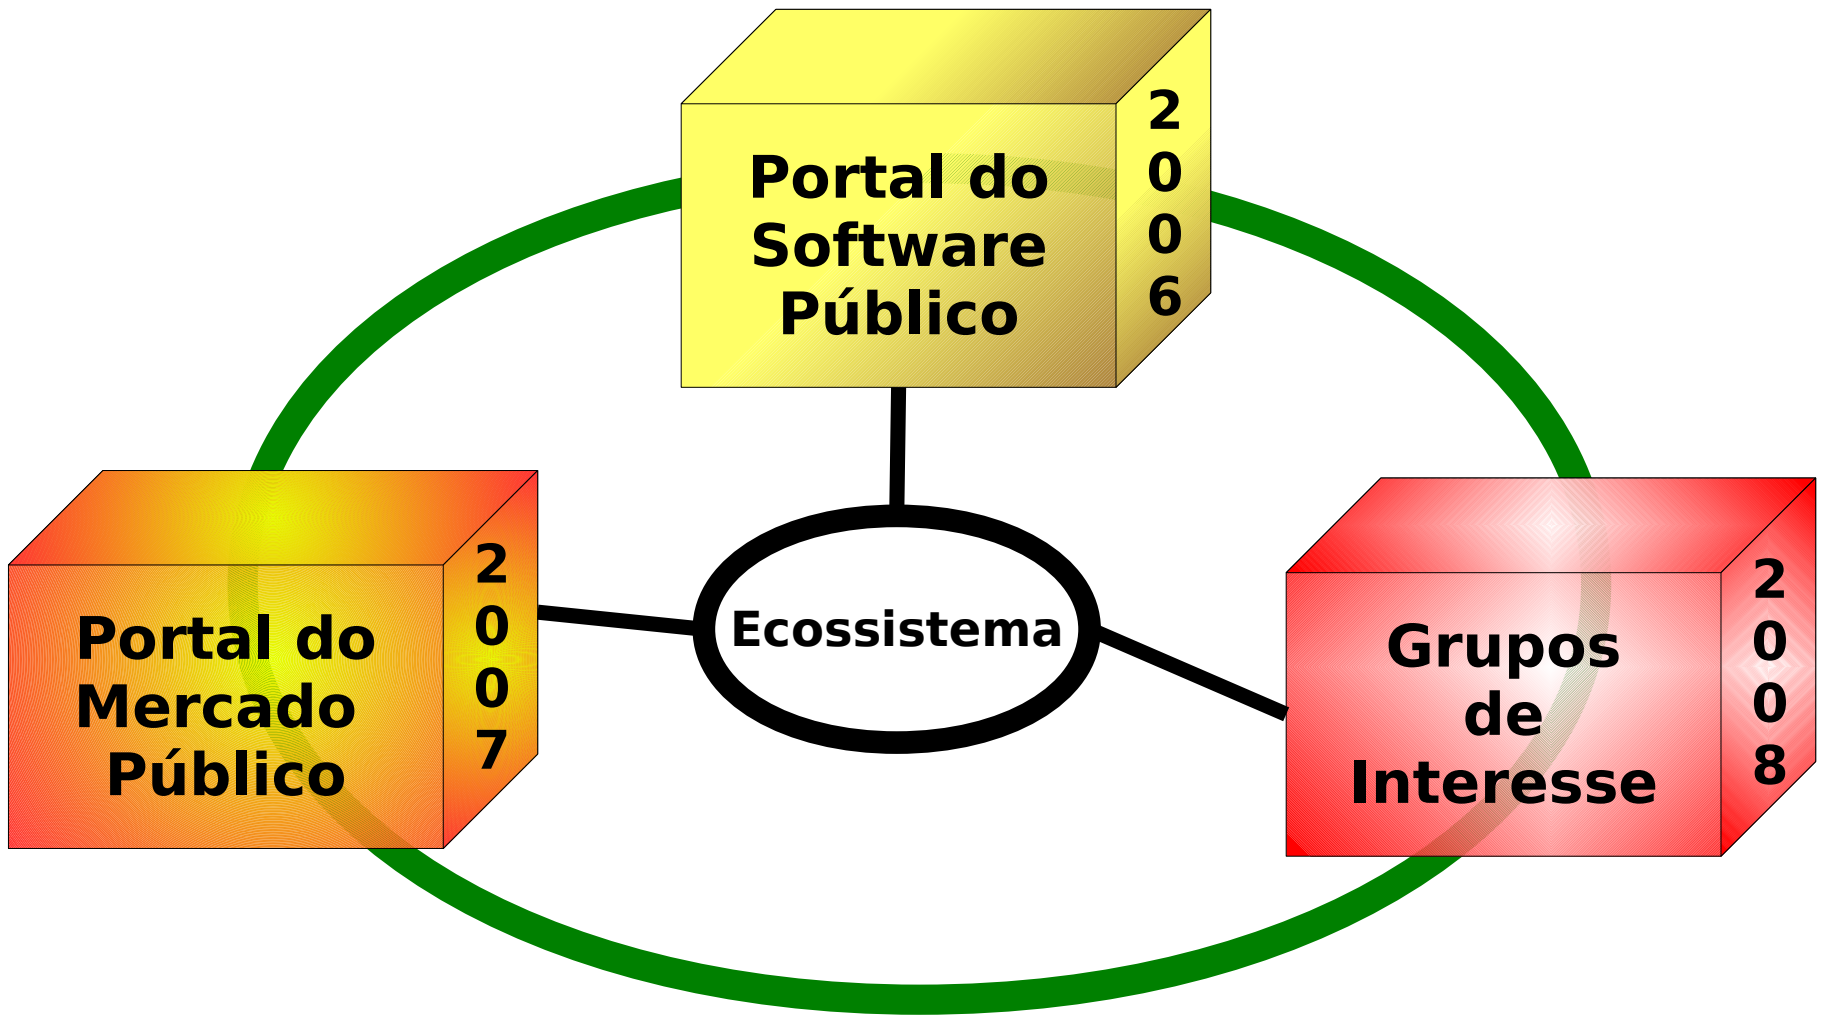 Portal do
Software
Público
2
0
0
6
Portal do
Mercado
Público
2
0
0
7
Ecossistema
Grupos
de
Interesse
2
0
0
8